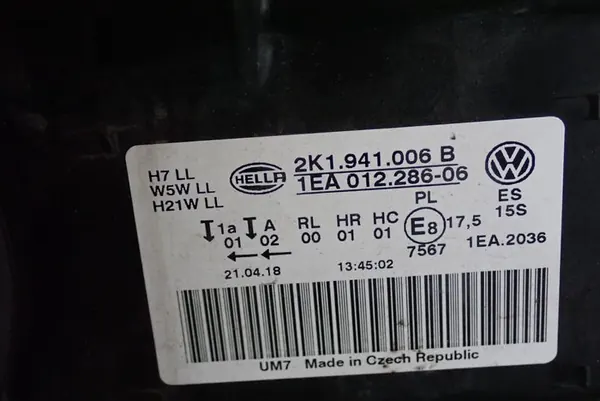 H7 LL
W5W LL
H21W LL
HELLA
2K1.941.006 B
1EA 012.286-06
VW
ES
15S
PL
1a A RL HR HC E8 17,5
01 02 00 01 01
7567 1EA.2036
21.04.18 13:45:02
UM7 Made in Czech Republic